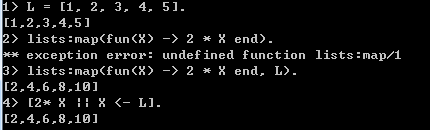 1> L = [1, 2, 3, 4, 5].
[1,2,3,4,5]
2> lists:map(fun(X) -> 2 * X end).
** exception error: undefined function lists:map/1
3> lists:map(fun(X) -> 2 * X end, L).
[2,4,6,8,10]
4> [2* X || X <- L].
[2,4,6,8,10]